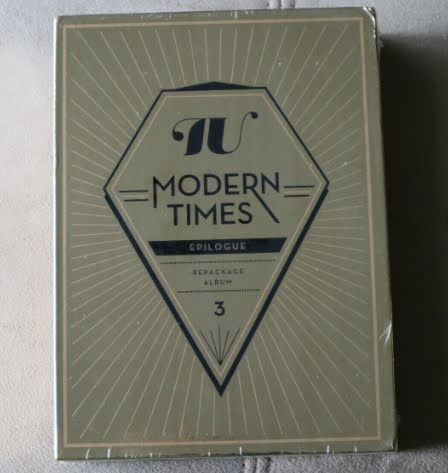 IU
MODERN
TIMES
EPILOGUE
REPACKAGE
ALBUM
3